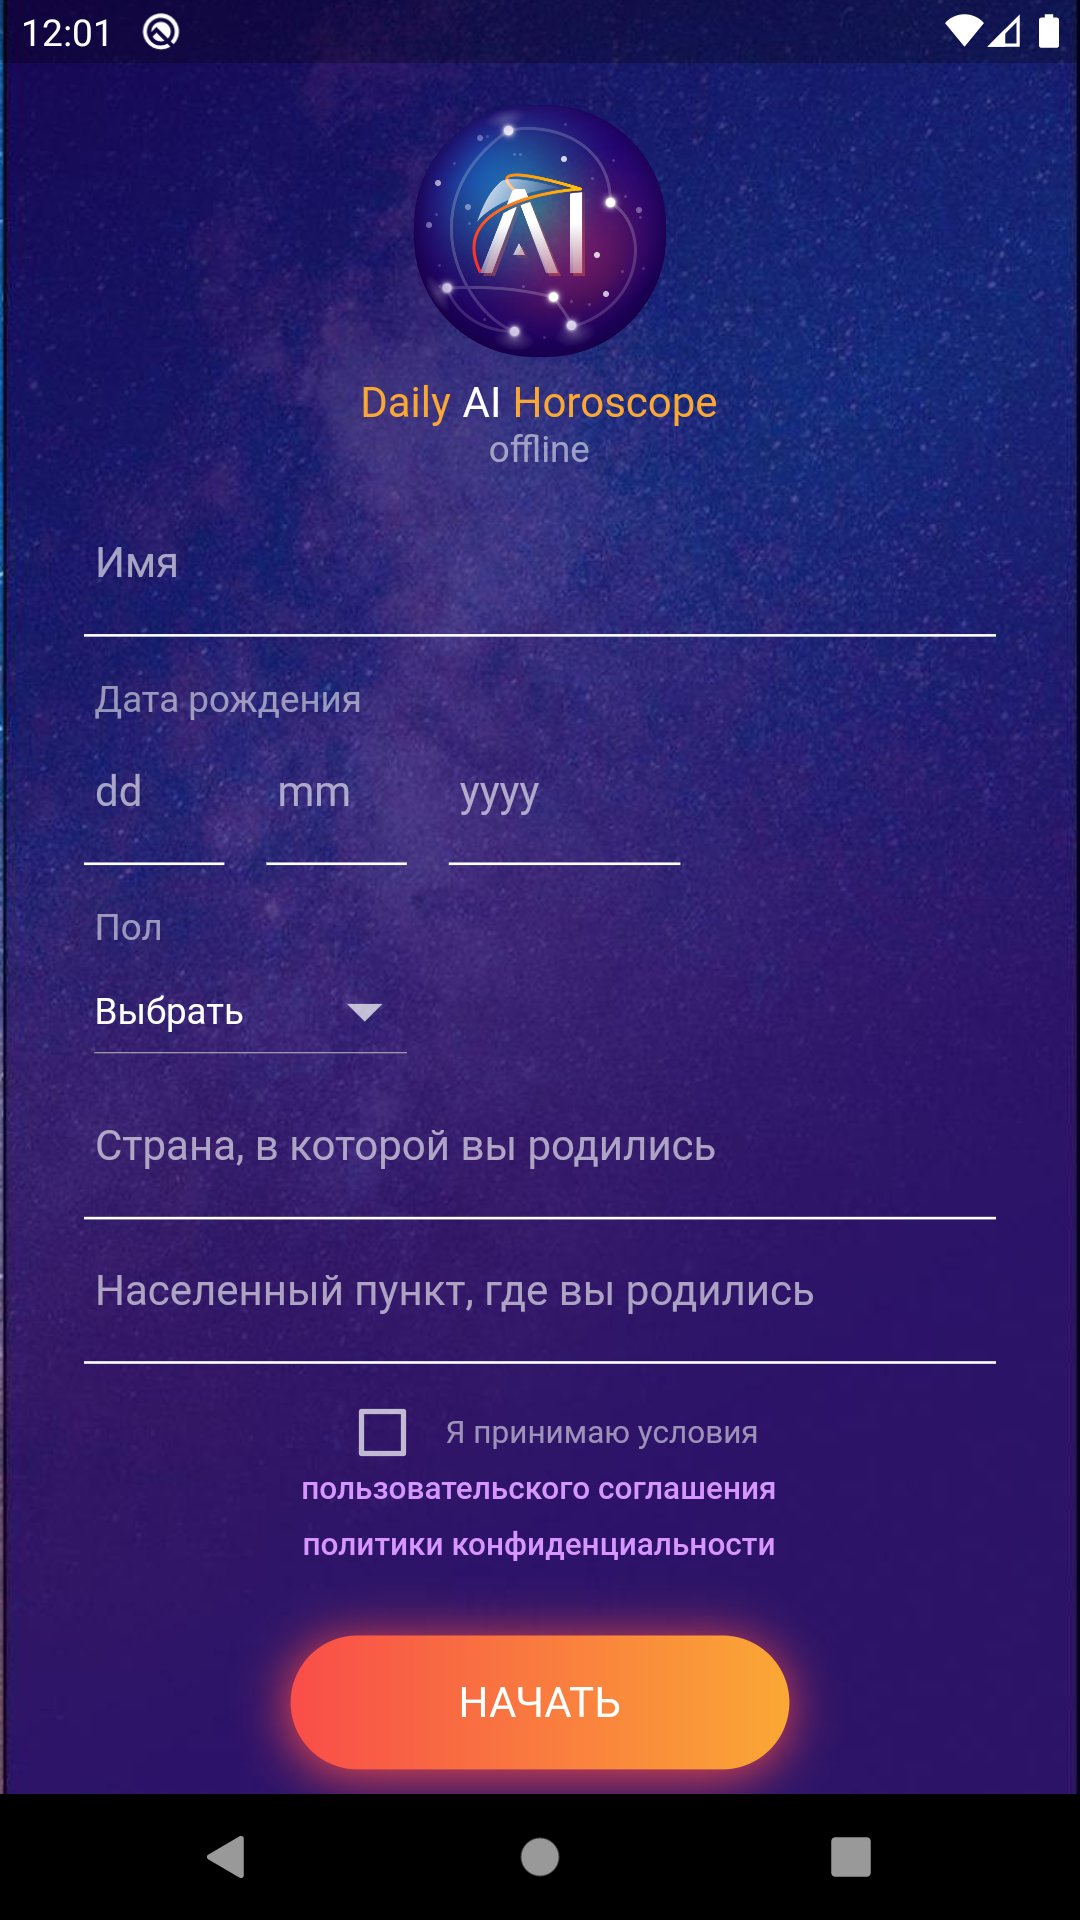 12:01
AI
Daily AI Horoscope
offline
Имя
Дата рождения
dd mm yyyy
Пол
Выбрать
Страна, в которой вы родились
Населенный пункт, где вы родились
Я принимаю условия
пользовательского соглашения
политики конфиденциальности
НАЧАТЬ